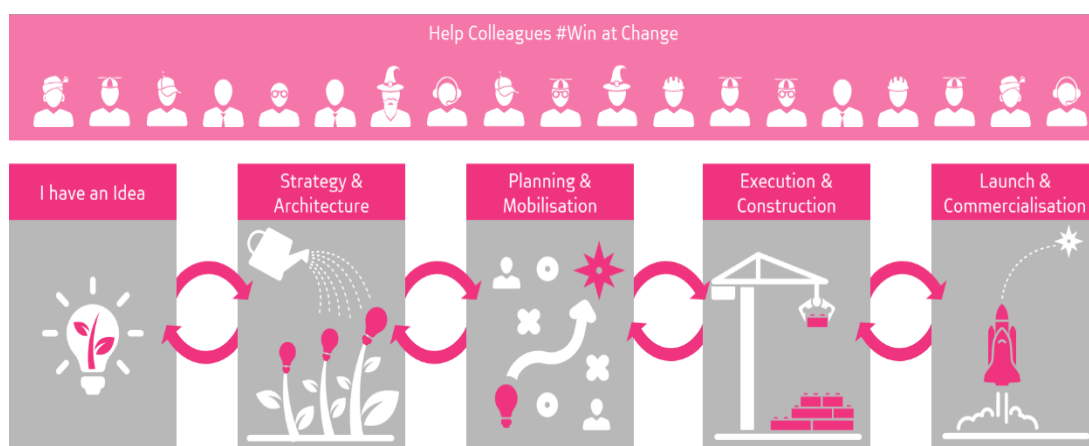 Help Colleagues #Win at Change
I have an Idea
Strategy &
Architecture
Planning &
Mobilisation
Execution &
Construction
Launch &
Commercialisation